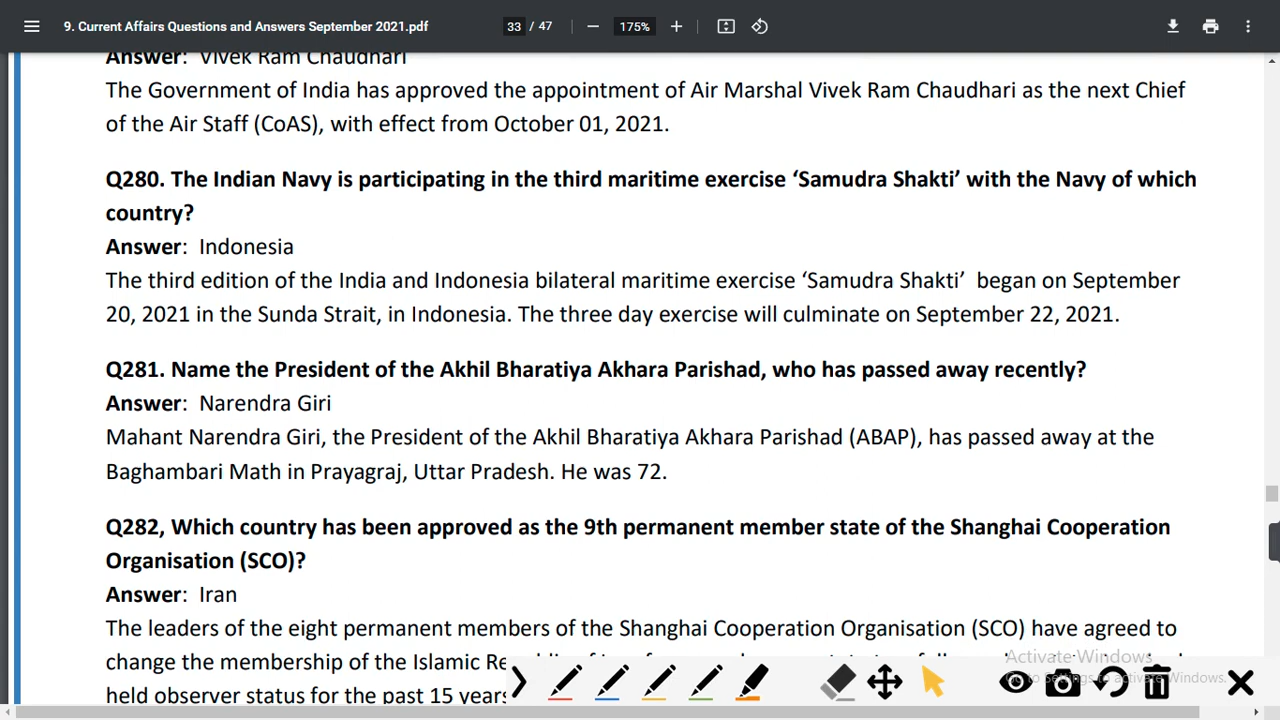 9. Current Affairs Questions and Answers September 2021.pdf 33 / 47 175%
Answer: Vivek Ram Chaudhari
The Government of India has approved the appointment of Air Marshal Vivek Ram Chaudhari as the next Chief
of the Air Staff (CoAS), with effect from October 01, 2021.
Q280. The Indian Navy is participating in the third maritime exercise ‘Samudra Shakti’ with the Navy of which
country?
Answer: Indonesia
The third edition of the India and Indonesia bilateral maritime exercise ‘Samudra Shakti’ began on September
20, 2021 in the Sunda Strait, in Indonesia. The three day exercise will culminate on September 22, 2021.
Q281. Name the President of the Akhil Bharatiya Akhara Parishad, who has passed away recently?
Answer: Narendra Giri
Mahant Narendra Giri, the President of the Akhil Bharatiya Akhara Parishad (ABAP), has passed away at the
Baghambari Math in Prayagraj, Uttar Pradesh. He was 72.
Q282, Which country has been approved as the 9th permanent member state of the Shanghai Cooperation
Organisation (SCO)?
Answer: Iran
The leaders of the eight permanent members of the Shanghai Cooperation Organisation (SCO) have agreed to
change the membership of the Islamic
held observer status for the past 15 years
Activate Windows
Go to Settings to activate Windows.